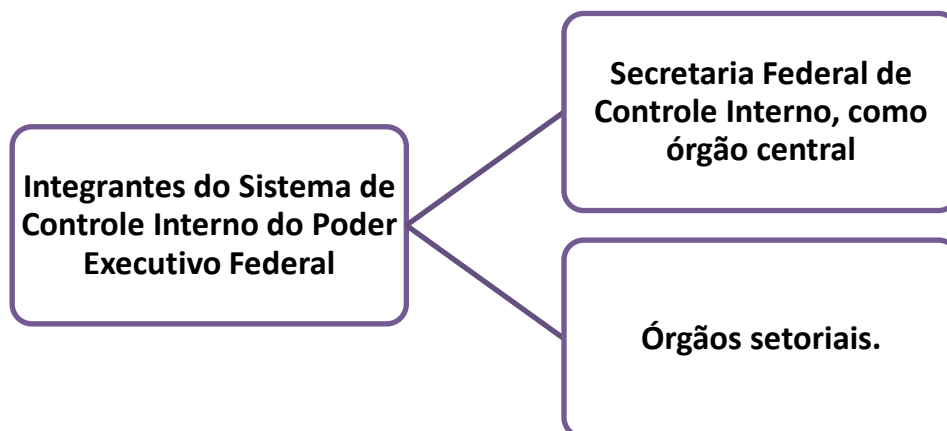 Secretaria Federal de
Controle Interno, como
órgão central
Integrantes do Sistema de
Controle Interno do Poder
Executivo Federal
Órgãos setoriais.